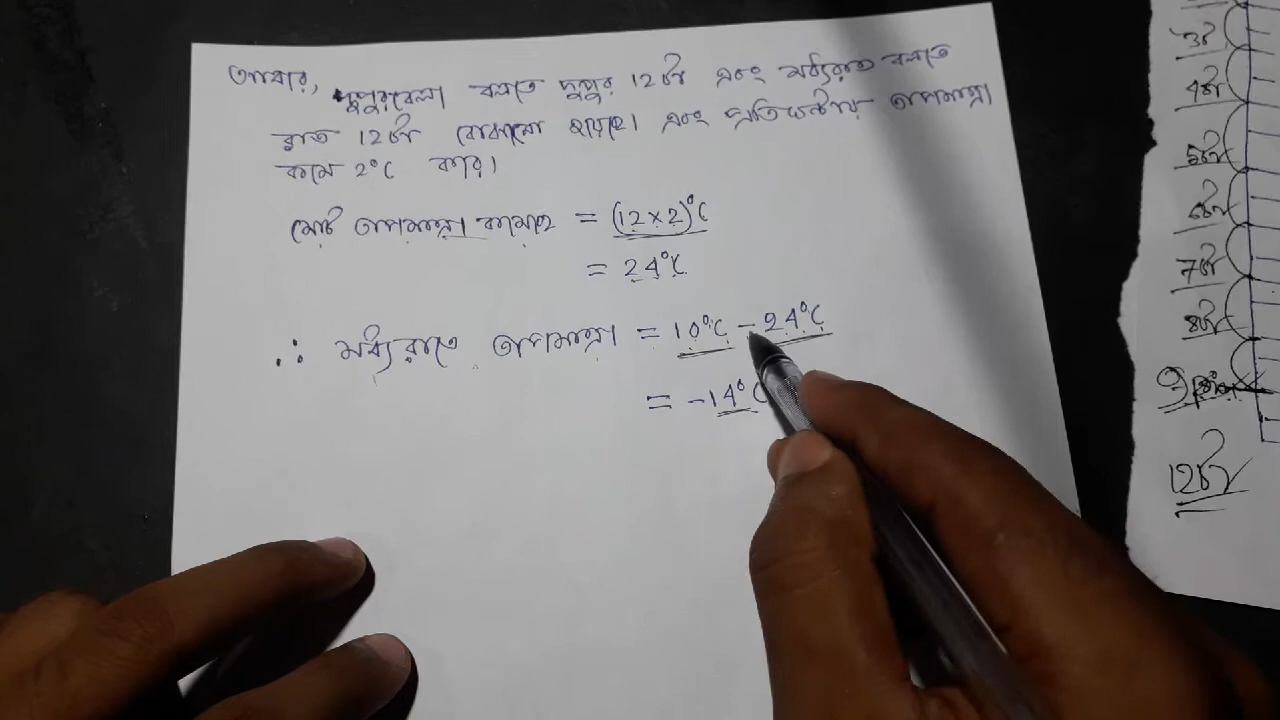 আবার, দুপুরবেলা বলতে দুপুর 12টা এবং মধ্যরাত বলতে
রাত 12টা বোঝানো হয়েছে। এবং প্রতিঘন্টায় তাপমাত্রা
কমে 2°C করে।
মোট তাপমাত্রা কমেছে = (12×2)°C
= 24°C
∴ মধ্যরাতে তাপমাত্রা = 10°C - 24°C
= -14°C
3টা
4টা
5টা
6টা
7টা
8টা
12টা